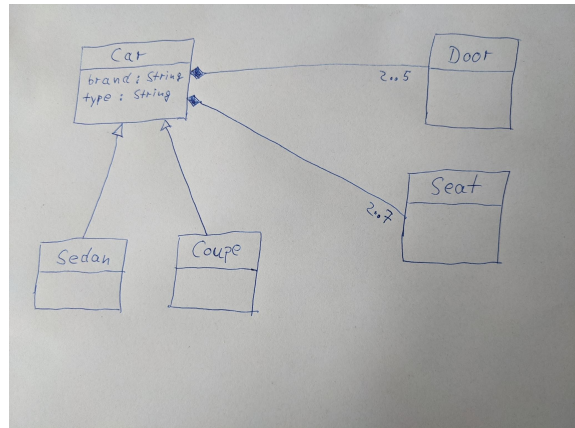 Car
brand : String
type : String
Door
2..5
Seat
2..7
Sedan
Coupe